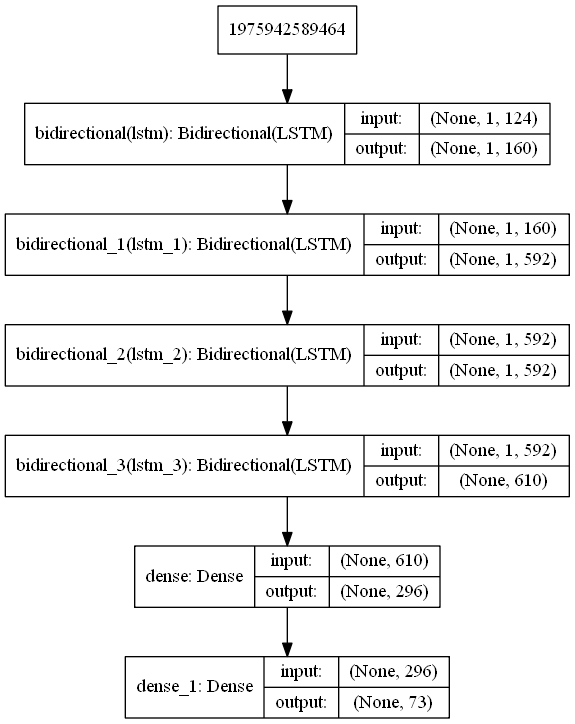 1975942589464
bidirectional(lstm): Bidirectional(LSTM)
input: (None, 1, 124)
output: (None, 1, 160)
bidirectional_1(lstm_1): Bidirectional(LSTM)
input: (None, 1, 160)
output: (None, 1, 592)
bidirectional_2(lstm_2): Bidirectional(LSTM)
input: (None, 1, 592)
output: (None, 1, 592)
bidirectional_3(lstm_3): Bidirectional(LSTM)
input: (None, 1, 592)
output: (None, 610)
dense: Dense
input: (None, 610)
output: (None, 296)
dense_1: Dense
input: (None, 296)
output: (None, 73)